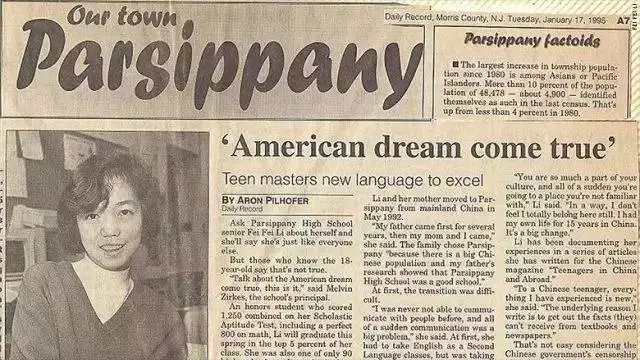 Our town
Parsippany
Daily Record, Morris County, N.J. Tuesday, January 17, 1995 A7
Parsippany factoids
■ The largest increase in township popula-
tion since 1980 is among Asians or Pacific
Islanders. More than 10 percent of the popu-
lation of 48,478 — about 4,900 — identified
themselves as such in the last census. That's
up from less than 4 percent in 1980.
'American dream come true'
Teen masters new language to excel
BY ARON PILHOFER
Daily Record
Ask Parsippany High School
senior Fei Fei Li about herself and
she'll say she's just like everyone
else.
But those who know the 18-
year-old say that's not true.
"Talk about the American dream
come true, this is it," said Melvin
Zirkes, the school's principal.
An honors student who scored
1,250 combined on her Scholastic
Aptitude Test, including a perfect
800 on math, Li will graduate this
spring in the top 5 percent of her
class. She was also one of only 90
Li and her mother moved to Par-
sippany from mainland China in
May 1992.
"My father came first for several
years, then my mom and I came,"
she said. The family chose Parsip-
pany "because there is a big Chi-
nese population and my father's
research showed that Parsippany
High School was a good school."
At first, the transition was diffi-
cult.
"I was never not able to commu-
nicate with people before, and all
of a sudden communication was a
big problem," she said. At first, she
had to take English as a Second
Language classes, but was taking
"You are so much a part of your
culture, and all of a sudden you're
going to a place you're not familiar
with," Li said. "In a way, I don't
feel I totally belong here still. I had
my own life for 15 years in China.
It's a big change."
Li has been documenting her
experiences in a series of articles
she has written for the Chinese
magazine "Teenagers in China
and Abroad."
"To a Chinese teenager, every-
thing I have experienced is new,"
she said. "The underlying reason I
write is to get out the facts (they
can't receive from textbooks and
newspapers."
That's not easy considering the
Chinese government's censorship